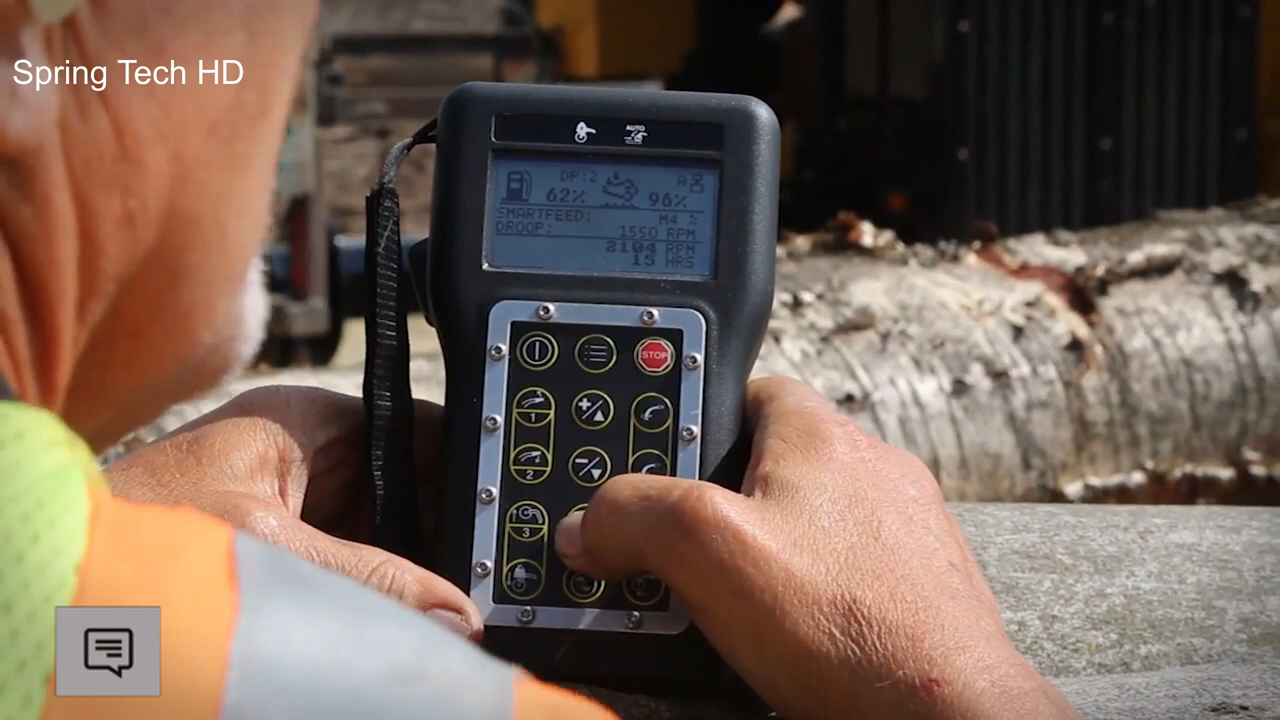 Spring Tech HD
AUTO
DP:2
62%
96%
A
SMARTFEED: M4 %
DROOP: 1550 RPM
2104 RPM
15 HRS
STOP
1
2
3